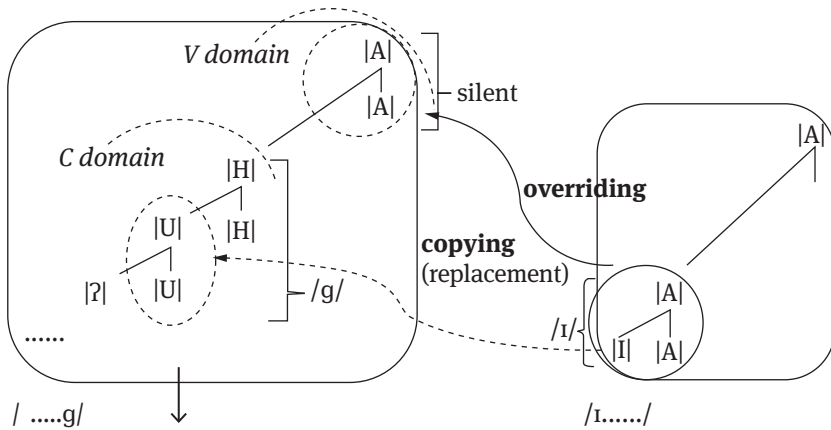 V domain
|A|
|A|
silent
|A|
C domain
|H|
|H|
overriding
|U|
copying
(replacement)
|ʔ|
|U|
/ɡ/
|A|
/ɪ/
|I|
|A|
......
/ .....ɡ/
/ɪ....../